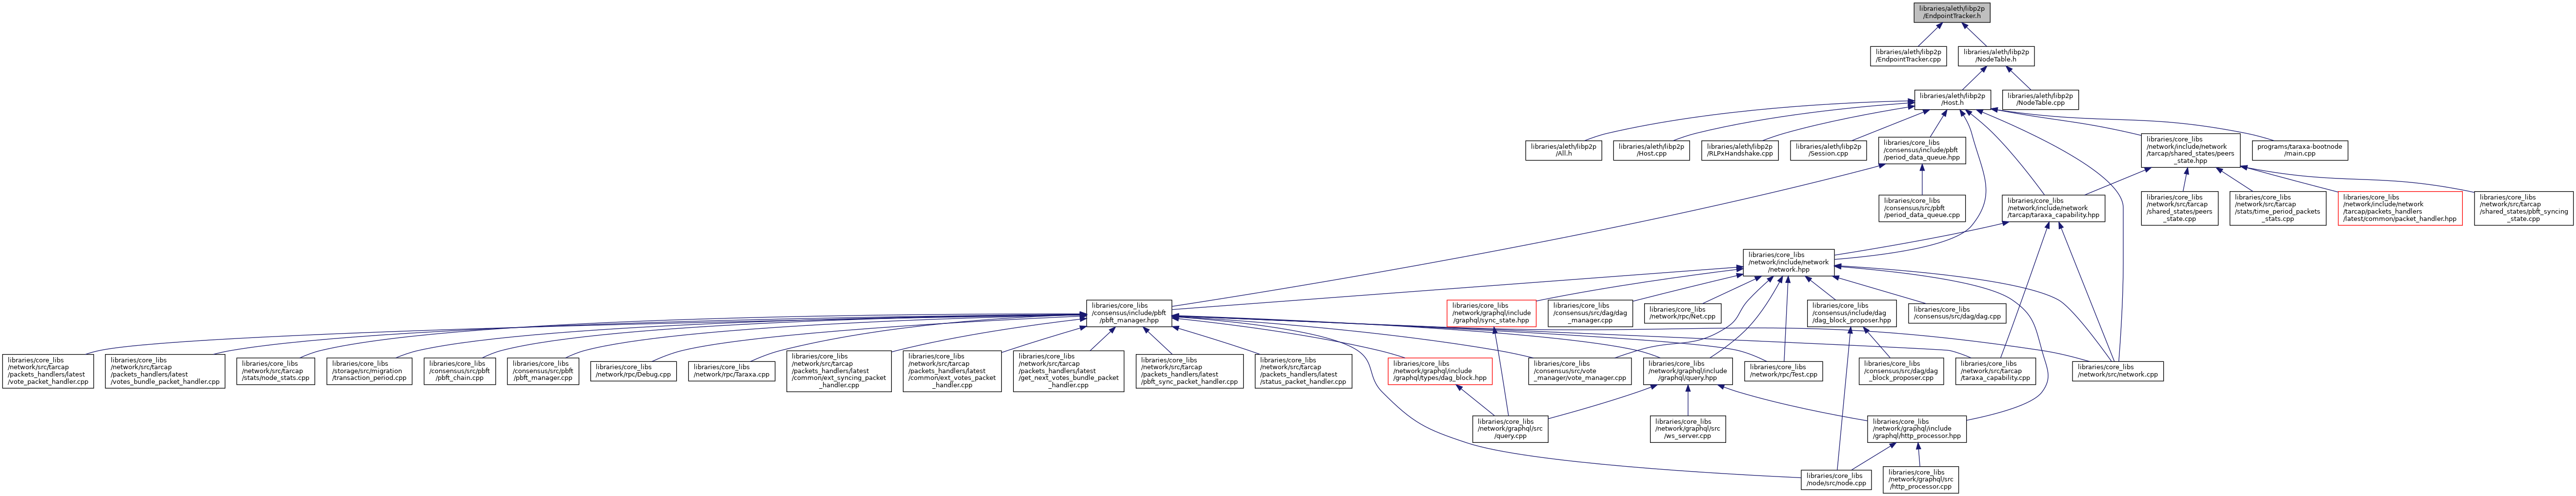 libraries/aleth/libp2p
/EndpointTracker.h
libraries/aleth/libp2p
/EndpointTracker.cpp
libraries/aleth/libp2p
/NodeTable.h
libraries/aleth/libp2p
/Host.h
libraries/aleth/libp2p
/NodeTable.cpp
libraries/aleth/libp2p
/All.h
libraries/aleth/libp2p
/Host.cpp
libraries/aleth/libp2p
/RLPxHandshake.cpp
libraries/aleth/libp2p
/Session.cpp
libraries/core_libs
/consensus/include/pbft
/period_data_queue.hpp
libraries/core_libs
/network/include/network
/tarcap/shared_states/peers
_state.hpp
programs/taraxa-bootnode
/main.cpp
libraries/core_libs
/consensus/src/pbft
/period_data_queue.cpp
libraries/core_libs
/network/include/network
/tarcap/taraxa_capability.hpp
libraries/core_libs
/network/src/tarcap
/shared_states/peers
_state.cpp
libraries/core_libs
/network/src/tarcap
/stats/time_period_packets
_stats.cpp
libraries/core_libs
/network/include/network
/tarcap/packets_handlers
/latest/common/packet_handler.hpp
libraries/core_libs
/network/src/tarcap
/shared_states/pbft_syncing
_state.cpp
libraries/core_libs
/network/include/network
/network.hpp
libraries/core_libs
/consensus/include/pbft
/pbft_manager.hpp
libraries/core_libs
/network/graphql/include
/graphql/sync_state.hpp
libraries/core_libs
/consensus/src/dag/dag
_manager.cpp
libraries/core_libs
/network/rpc/Net.cpp
libraries/core_libs
/consensus/include/dag
/dag_block_proposer.hpp
libraries/core_libs
/consensus/src/dag/dag.cpp
libraries/core_libs
/network/src/tarcap
/packets_handlers/latest
/vote_packet_handler.cpp
libraries/core_libs
/network/src/tarcap
/packets_handlers/latest
/votes_bundle_packet_handler.cpp
libraries/core_libs
/network/src/tarcap
/stats/node_stats.cpp
libraries/core_libs
/storage/src/migration
/transaction_period.cpp
libraries/core_libs
/consensus/src/pbft
/pbft_chain.cpp
libraries/core_libs
/consensus/src/pbft
/pbft_manager.cpp
libraries/core_libs
/network/rpc/Debug.cpp
libraries/core_libs
/network/rpc/Taraxa.cpp
libraries/core_libs
/network/src/tarcap
/packets_handlers/latest
/common/ext_syncing_packet
_handler.cpp
libraries/core_libs
/network/src/tarcap
/packets_handlers/latest
/common/ext_votes_packet
_handler.cpp
libraries/core_libs
/network/src/tarcap
/packets_handlers/latest
/get_next_votes_bundle_packet
_handler.cpp
libraries/core_libs
/network/src/tarcap
/packets_handlers/latest
/pbft_sync_packet_handler.cpp
libraries/core_libs
/network/src/tarcap
/packets_handlers/latest
/status_packet_handler.cpp
libraries/core_libs
/network/graphql/include
/graphql/types/dag_block.hpp
libraries/core_libs
/consensus/src/vote
_manager/vote_manager.cpp
libraries/core_libs
/network/graphql/include
/graphql/query.hpp
libraries/core_libs
/network/rpc/Test.cpp
libraries/core_libs
/consensus/src/dag/dag
_block_proposer.cpp
libraries/core_libs
/network/src/tarcap
/taraxa_capability.cpp
libraries/core_libs
/network/src/network.cpp
libraries/core_libs
/network/graphql/src
/query.cpp
libraries/core_libs
/network/graphql/src
/ws_server.cpp
libraries/core_libs
/network/graphql/include
/graphql/http_processor.hpp
libraries/core_libs
/node/src/node.cpp
libraries/core_libs
/network/graphql/src
/http_processor.cpp